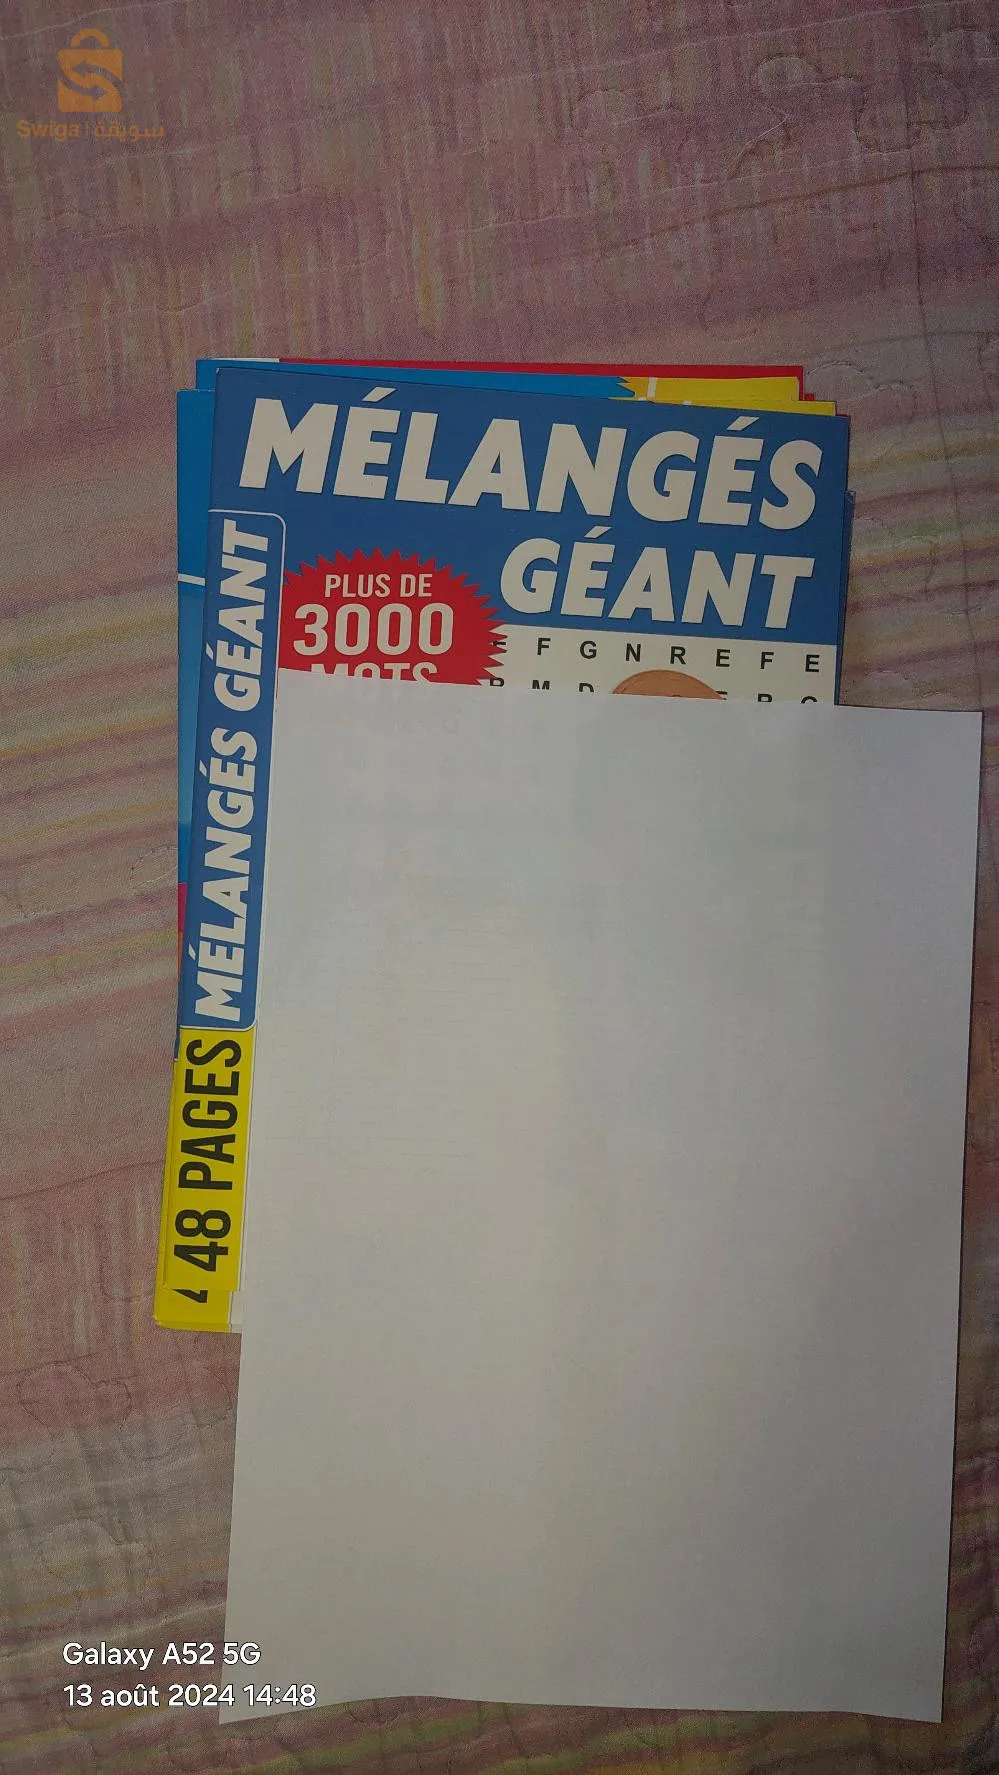 Swiga | سويقة
MÉLANGÉS
GÉANT
PLUS DE
3000
MOTS
E F G N R E F E
R M D E R C
MÉLANGÉS GÉANT
48 PAGES
Galaxy A52 5G
13 août 2024 14:48